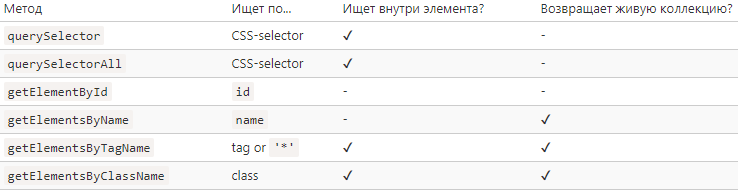 Метод Ищет по... Ищет внутри элемента? Возвращает живую коллекцию?
querySelector CSS-selector ✓ -
querySelectorAll CSS-selector ✓ -
getElementById id - -
getElementsByName name - ✓
getElementsByTagName tag or '*' ✓ ✓
getElementsByClassName class ✓ ✓